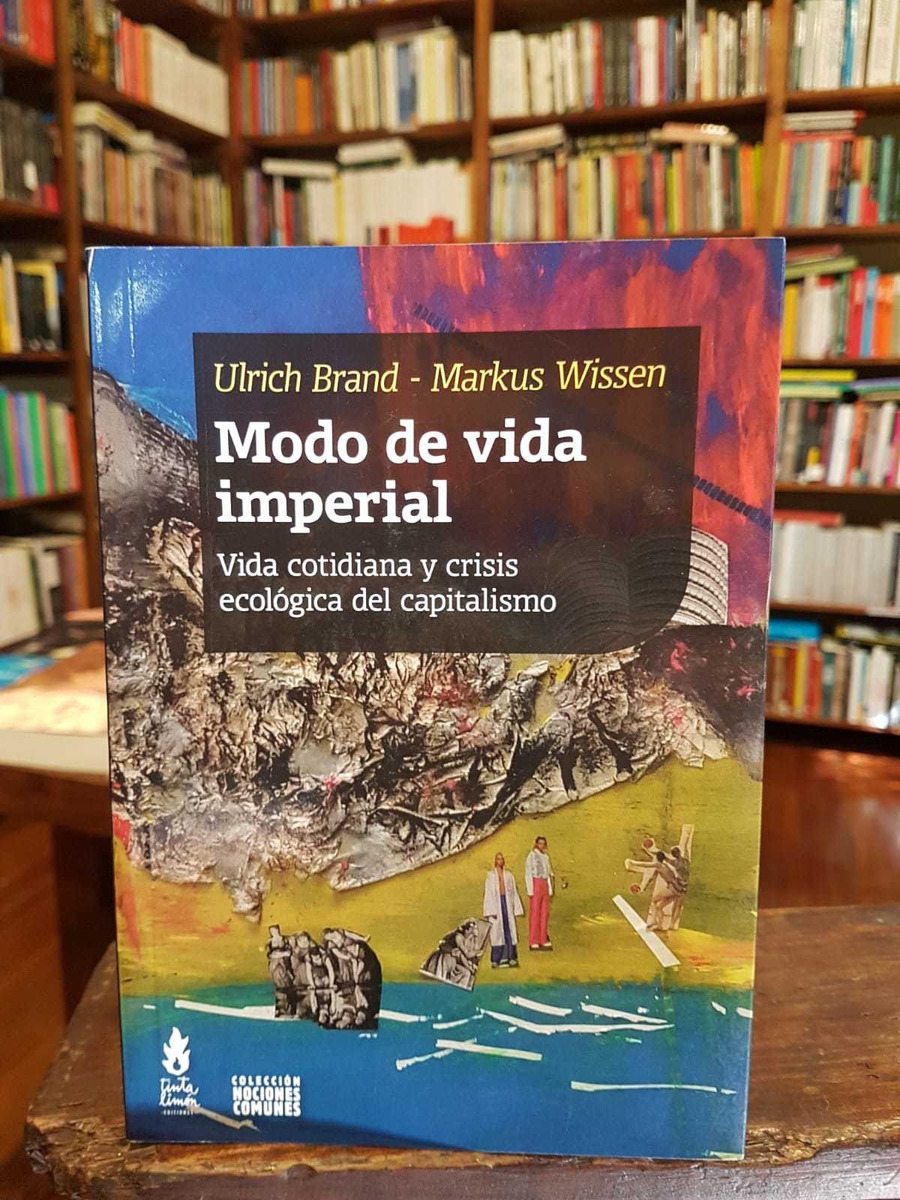 Ulrich Brand - Markus Wissen
Modo de vida
imperial
Vida cotidiana y crisis
ecológica del capitalismo
tinta
limón
EDICIONES
COLECCIÓN
NOCIONES
COMUNES